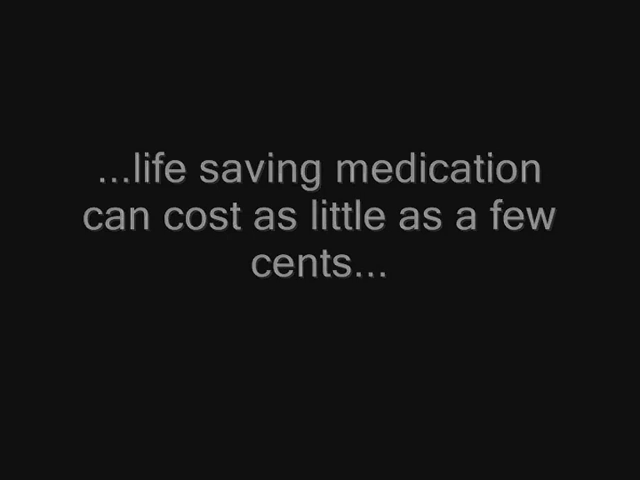 ...life saving medication
can cost as little as a few
cents...